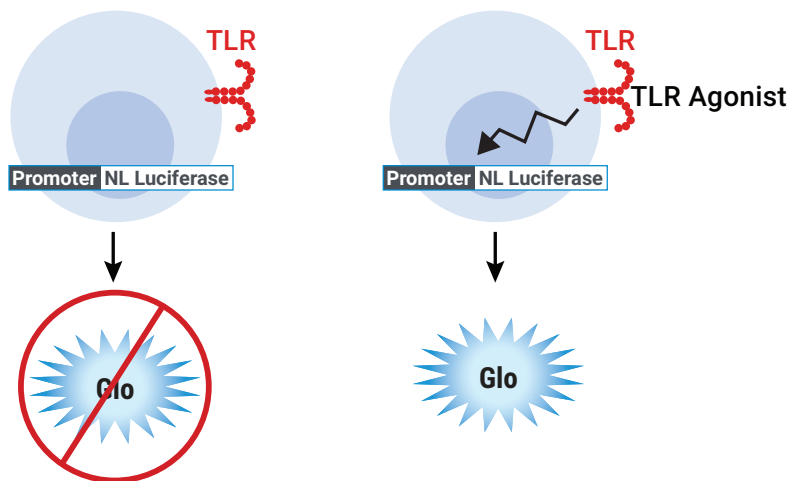 TLR
Promoter NL Luciferase
Glo
TLR
TLR Agonist
Promoter NL Luciferase
Glo